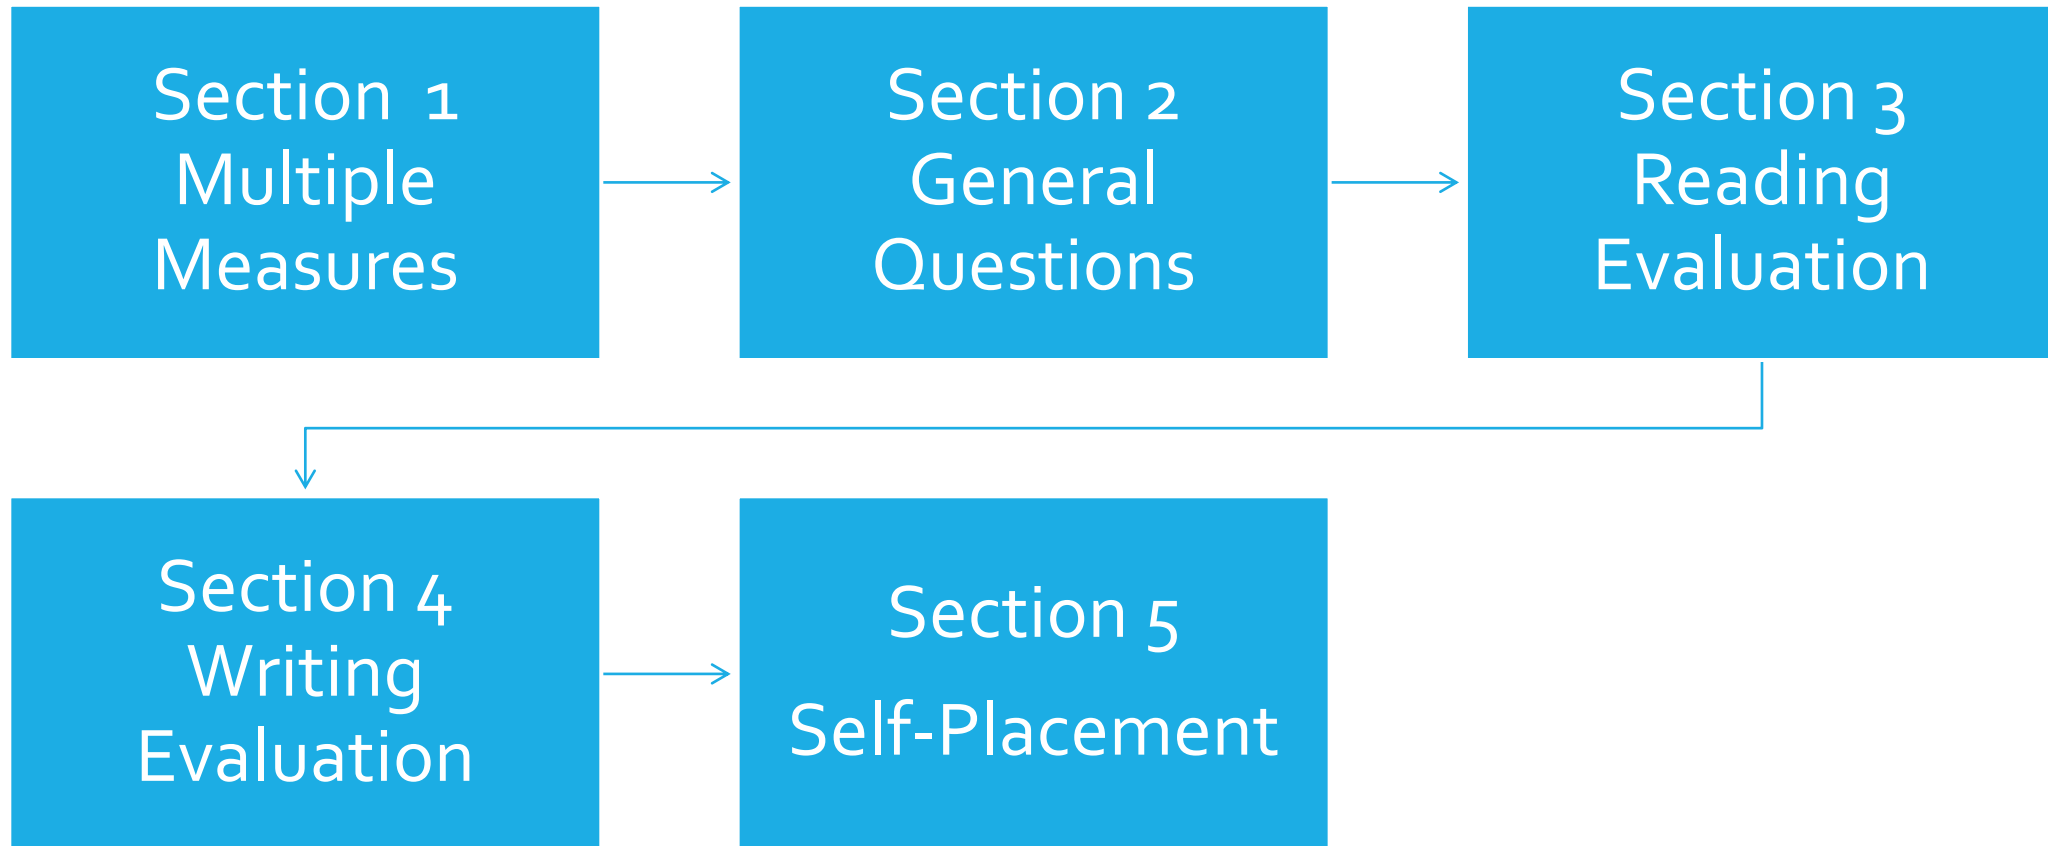 Section 1
Multiple
Measures
Section 2
General
Questions
Section 3
Reading
Evaluation
Section 4
Writing
Evaluation
Section 5
Self-Placement